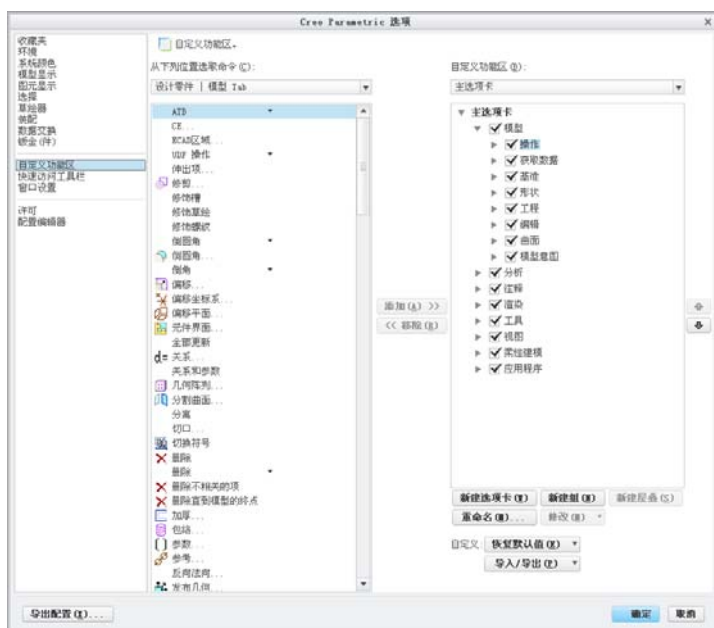 Creo Parametric 选项
收藏夹
环境
系统颜色
模型显示
图元显示
选择
草绘器
装配
数据交换
钣金(件)
自定义功能区
快速访问工具栏
窗口设置
许可
配置编辑器
自定义功能区。
从下列位置选取命令(C):
设计零件 | 模型 Tab
ATB
CE...
ECAD区域...
UDF 操作
伸出项...
修剪...
修饰槽
修饰草绘
修饰螺纹
倒圆角
倒圆角...
倒角
偏移...
偏移坐标系...
偏移平面...
元件界面...
全部更新
d= 关系...
关系和参数
几何阵列...
分割曲面...
分离
切口...
切换符号
删除
删除
删除不相关的项
删除直到模型的终点
加厚...
包络...
参数...
参考...
反向法向...
发布几何...
添加(A) >>
<< 移除(R)
自定义功能区(B):
主选项卡
主选项卡
模型
操作
获取数据
基准
形状
工程
编辑
曲面
模型意图
分析
注释
渲染
工具
视图
柔性建模
应用程序
新建选项卡(W) 新建组(N) 新建层叠(S)
重命名(M)... 修改(M)
自定义: 恢复默认值(E)
导入/导出(P)
导出配置(X)...
确定 取消